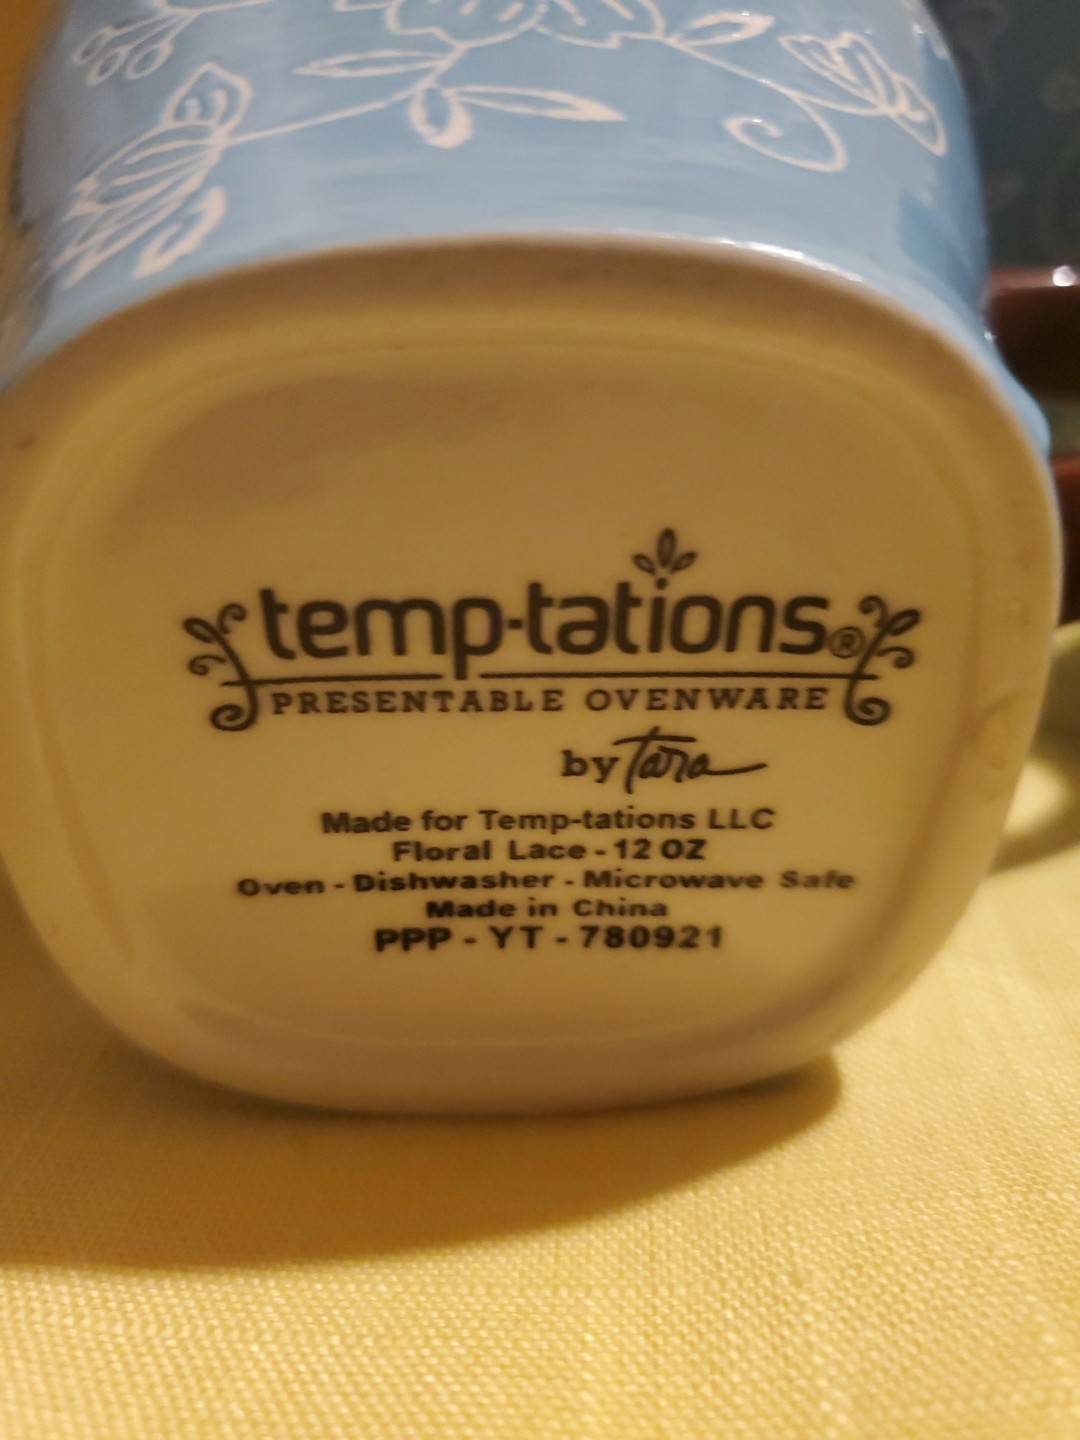 temp-tations®
PRESENTABLE OVENWARE
by tara
Made for Temp-tations LLC
Floral Lace - 12 OZ
Oven - Dishwasher - Microwave Safe
Made in China
PPP - YT - 780921